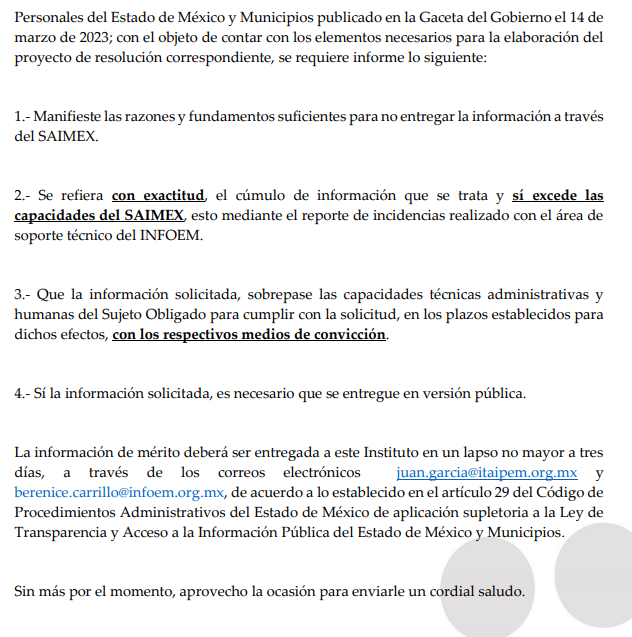 Personales del Estado de México y Municipios publicado en la Gaceta del Gobierno el 14 de
marzo de 2023; con el objeto de contar con los elementos necesarios para la elaboración del
proyecto de resolución correspondiente, se requiere informe lo siguiente:
1.- Manifieste las razones y fundamentos suficientes para no entregar la información a través
del SAIMEX.
2.- Se refiera con exactitud, el cúmulo de información que se trata y sí excede las
capacidades del SAIMEX, esto mediante el reporte de incidencias realizado con el área de
soporte técnico del INFOEM.
3.- Que la información solicitada, sobrepase las capacidades técnicas administrativas y
humanas del Sujeto Obligado para cumplir con la solicitud, en los plazos establecidos para
dichos efectos, con los respectivos medios de convicción.
4.- Sí la información solicitada, es necesario que se entregue en versión pública.
La información de mérito deberá ser entregada a este Instituto en un lapso no mayor a tres
días, a través de los correos electrónicos juan.garcia@itaipem.org.mx y
berenice.carrillo@infoem.org.mx, de acuerdo a lo establecido en el artículo 29 del Código de
Procedimientos Administrativos del Estado de México de aplicación supletoria a la Ley de
Transparencia y Acceso a la Información Pública del Estado de México y Municipios.
Sin más por el momento, aprovecho la ocasión para enviarle un cordial saludo.